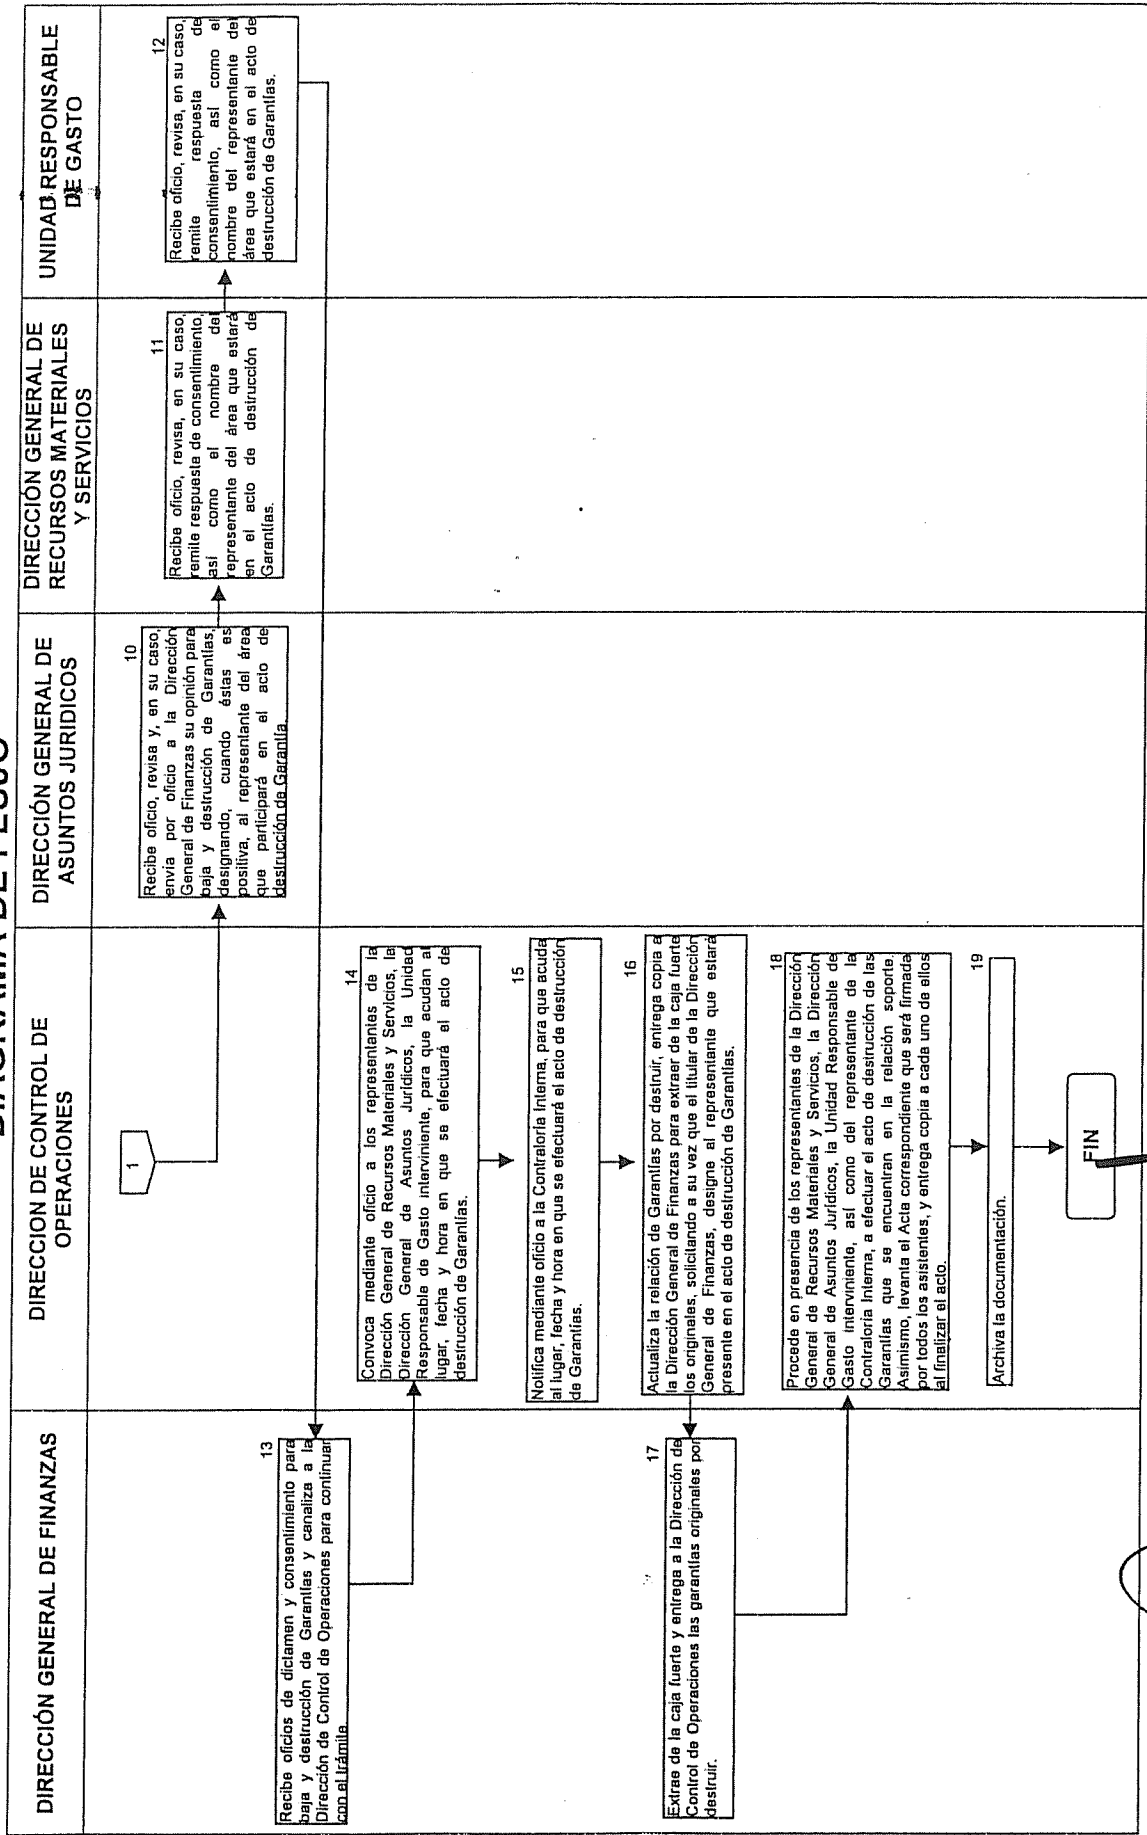 DIAGRAMA DE FLUJO
DIRECCIÓN GENERAL DE FINANZAS
DIRECCION DE CONTROL DE
OPERACIONES
DIRECCIÓN GENERAL DE
ASUNTOS JURIDICOS
DIRECCIÓN GENERAL DE
RECURSOS MATERIALES
Y SERVICIOS
UNIDAD RESPONSABLE
DE GASTO
1
10
Recibe oficio, revisa y, en su caso,
envía por oficio a la Dirección
General de Finanzas su opinión para
baja y destrucción de Garantías,
designando, cuando éstas es
positiva, al representante del área
que participará en el acto de
destrucción de Garantía.
11
Recibe oficio, revisa, en su caso,
remite respuesta de consentimiento,
así como el nombre del
representante del área que estará
en el acto de destrucción de
Garantías.
12
Recibe oficio, revisa, en su caso,
remite respuesta de
consentimiento, así como el
nombre del representante del
área que estará en el acto de
destrucción de Garantías.
13
Recibe oficios de dictamen y consentimiento para
baja y destrucción de Garantías y canaliza a la
Dirección de Control de Operaciones para continuar
con el trámite
14
Convoca mediante oficio a los representantes de la
Dirección General de Recursos Materiales y Servicios, la
Dirección General de Asuntos Jurídicos, la Unidad
Responsable de Gasto interviniente, para que acudan al
lugar, fecha y hora en que se efectuará el acto de
destrucción de Garantías.
15
Notifica mediante oficio a la Contraloría Interna, para que acuda
al lugar, fecha y hora en que se efectuará el acto de destrucción
de Garantías.
16
Actualiza la relación de Garantías por destruir, entrega copia a
la Dirección General de Finanzas para extraer de la caja fuerte
los originales, solicitando a su vez que el titular de la Dirección
General de Finanzas, designe al representante que estará
presente en el acto de destrucción de Garantías.
17
Extrae de la caja fuerte y entrega a la Dirección de
Control de Operaciones las garantías originales por
destruir.
18
Procede en presencia de los representantes de la Dirección
General de Recursos Materiales y Servicios, la Dirección
General de Asuntos Jurídicos, la Unidad Responsable de
Gasto Interviniente, así como del representante de la
Contraloría Interna, a efectuar el acto de destrucción de las
Garantías que se encuentran en la relación soporte.
Asimismo, levanta el Acta correspondiente que será firmada
por todos los asistentes, y entrega copia a cada uno de ellos
al finalizar el acto.
19
Archiva la documentación.
FIN